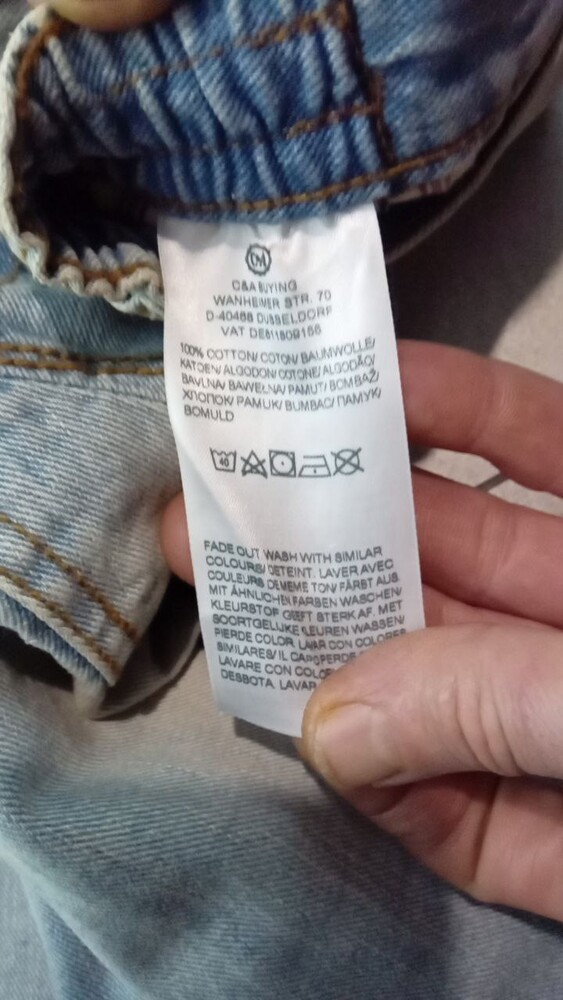 C&A BUYING
WANHEIMER STR. 70
D-40468 DÜSSELDORF
VAT DE811809166
100% COTTON/ COTON/ BAUMWOLLE/
KATOEN/ ALGODON/ COTONE/ ALGODÃO/
BAVLNA/ BAWEŁNA/ PAMUT/ BOMBAŽ/
ХЛОПОК/ PAMUK/ BUMBAC/ ПАМУК/
BOMULD
40
FADE OUT WASH WITH SIMILAR
COLOURS/ DETEINT. LAVER AVEC
COULEURS DE MEME TON/ FÄRBT AUS.
MIT ÄHNLICHEN FARBEN WASCHEN/
KLEURSTOF GEEFT STERK AF. MET
SOORTGELIJKE KLEUREN WASSEN/
PIERDE COLOR. LAVAR CON COLORES
SIMILARES/ IL CAPO PERDE
LAVARE CON
DESBOTA. LAVAR